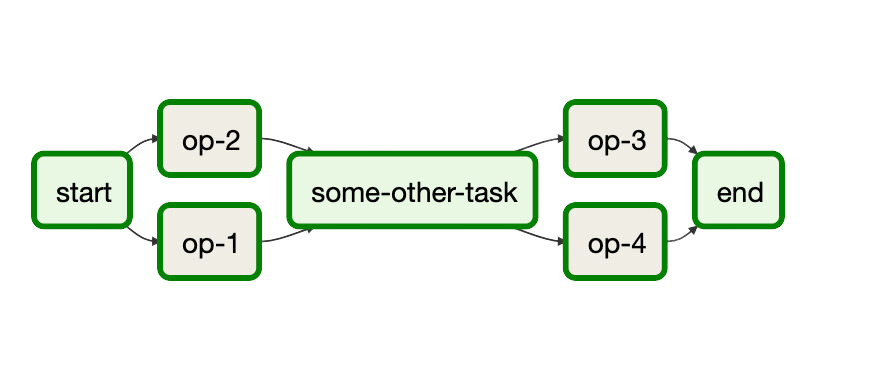 start
op-2
op-1
some-other-task
op-3
op-4
end